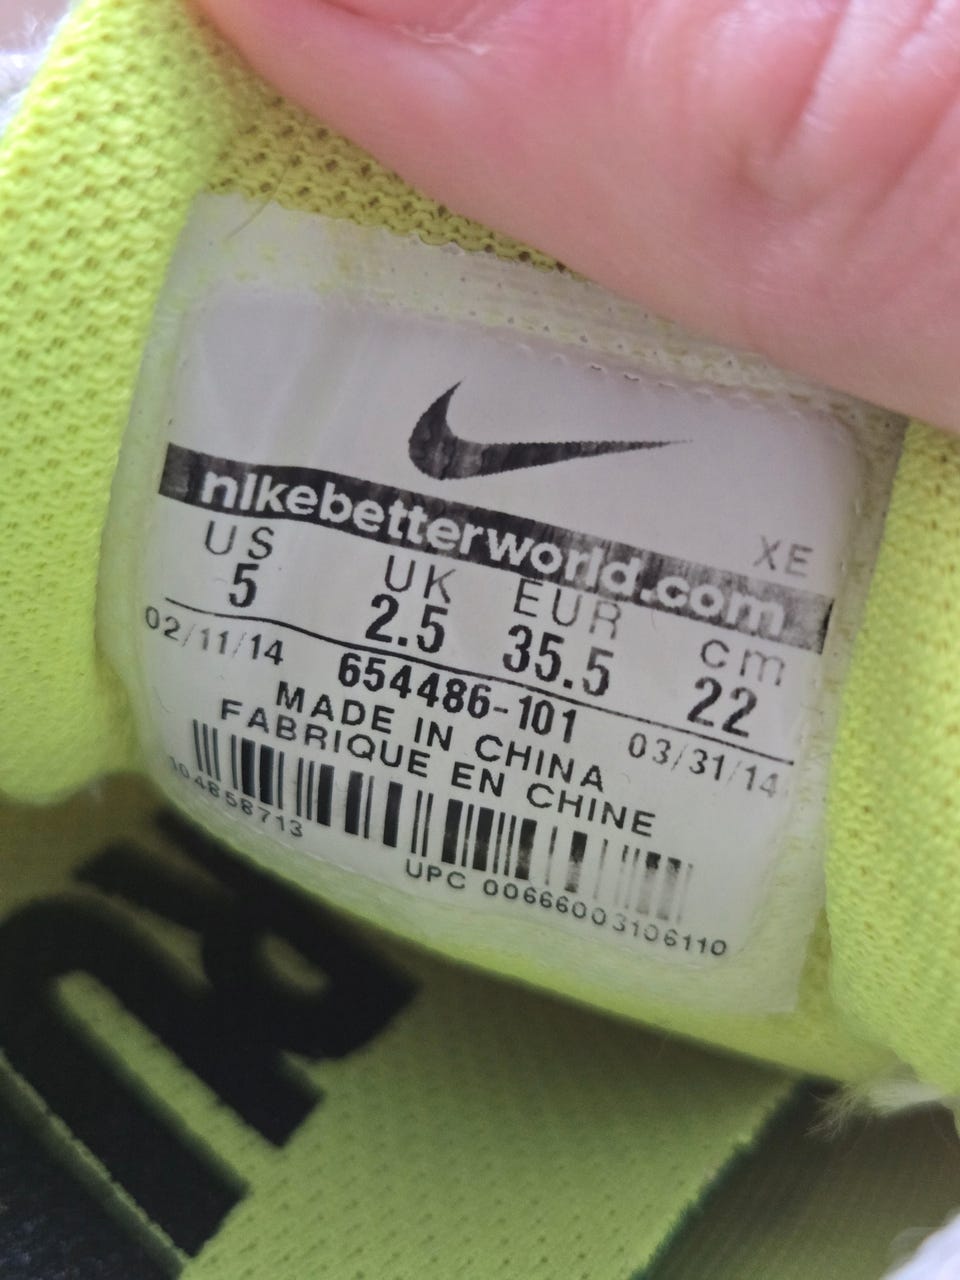 nikebetterworld.com
XE
US UK EUR cm
5 2.5 35.5 22
02/11/14 654486-101 03/31/14
MADE IN CHINA
FABRIQUE EN CHINE
UPC 00666003106110